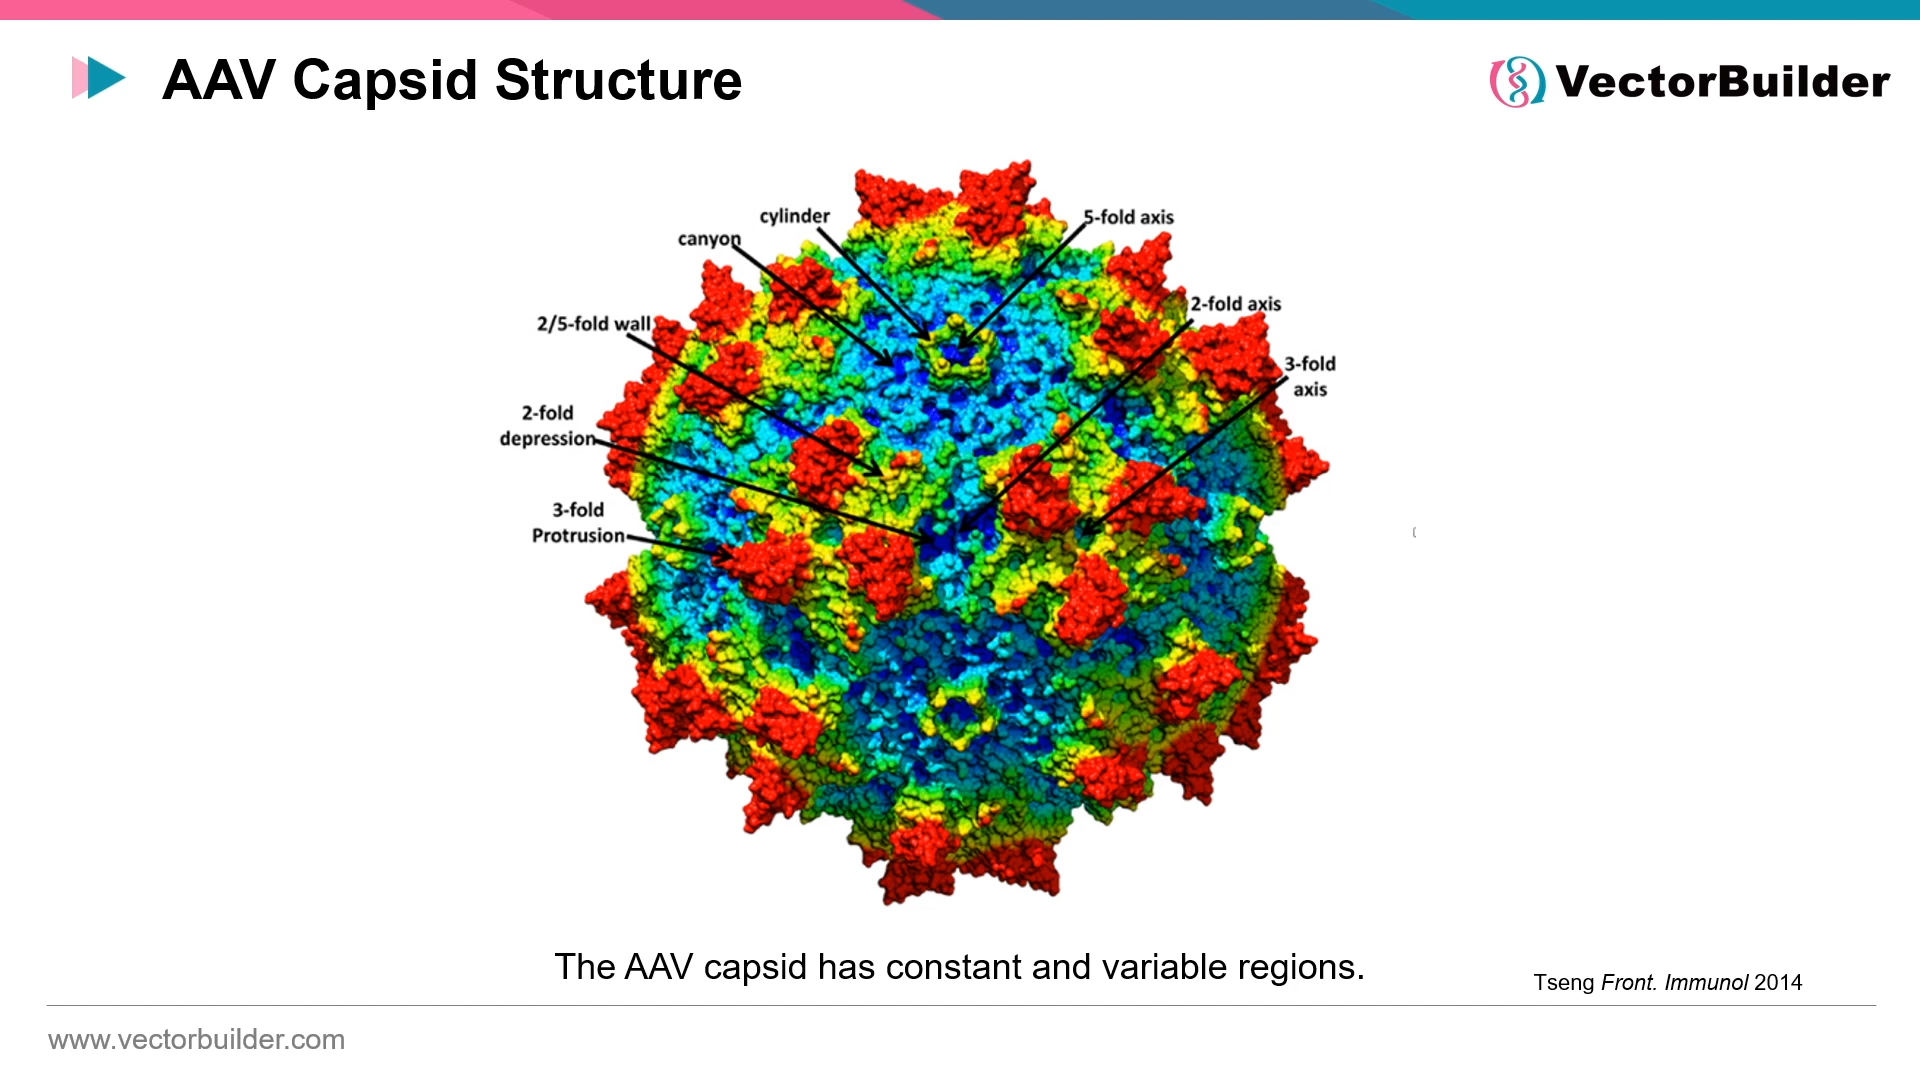 AAV Capsid Structure
VectorBuilder
cylinder
5-fold axis
canyon
2-fold axis
2/5-fold wall
3-fold
axis
2-fold
depression
3-fold
Protrusion
The AAV capsid has constant and variable regions.
Tseng Front. Immunol 2014
www.vectorbuilder.com